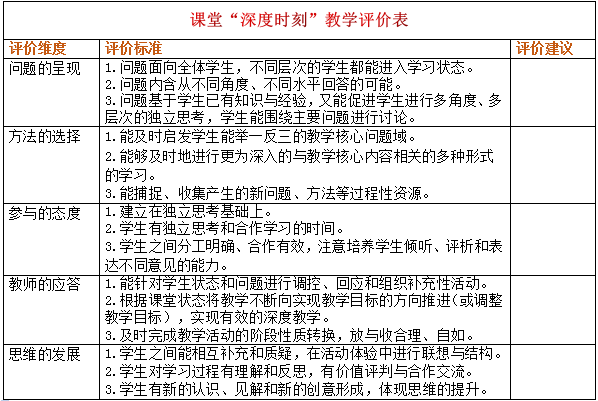 课堂“深度时刻”教学评价表
评价维度 评价标准 评价建议
问题的呈现 1.问题面向全体学生，不同层次的学生都能进入学习状态。
2.问题内含从不同角度、不同水平回答的可能。
3.问题基于学生已有知识与经验，又能促进学生进行多角度、多
层次的独立思考，学生能围绕主要问题进行讨论。
方法的选择 1.能及时启发学生能举一反三的教学核心问题域。
2.能够及时地进行更为深入的与教学核心内容相关的多种形式
的学习。
3.能捕捉、收集产生的新问题、方法等过程性资源。
参与的态度 1.建立在独立思考基础上。
2.学生有独立思考和合作学习的时间。
3.学生之间分工明确、合作有效，注意培养学生倾听、评析和表
达不同意见的能力。
教师的应答 1.能针对学生状态和问题进行调控、回应和组织补充性活动。
2.根据课堂状态将教学不断向实现教学目标的方向推进（或调整
教学目标），实现有效的深度教学。
3.及时完成教学活动的阶段性质转换，放与收合理、自如。
思维的发展 1.学生之间能相互补充和质疑，在活动体验中进行联想与结构。
2.学生对学习过程有理解和反思，有价值评判与合作交流。
3.学生有新的认识、见解和新的创意形成，体现思维的提升。